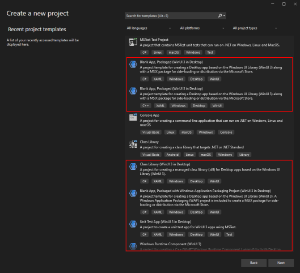 Create a new project
Search for templates (Alt+S)
Recent project templates
All languages
All platforms
All project types
A list of your recently accessed templates will be
displayed here.
MSTest Test Project
A project that contains MSTest unit tests that can run on .NET on Windows, Linux and
macOS.
C# Linux macOS Windows Test
Blank App, Packaged (WinUI 3 in Desktop)
A project template for creating a Desktop app based on the Windows UI Library (WinUI 3) along
with a MSIX package for side-loading or distribution via the Microsoft Store.
C# XAML Windows Desktop WinUI
Blank App, Packaged (WinUI 3 in Desktop)
A project template for creating a Desktop app based on the Windows UI Library (WinUI 3) along
with a MSIX package for side-loading or distribution via the Microsoft Store.
C++ XAML Windows Desktop WinUI
Console App
A project for creating a command-line application that can run on .NET on Windows, Linux and
macOS.
Visual Basic Linux macOS Windows Console
Class Library
A project for creating a class library that targets .NET or .NET Standard
Visual Basic Android Linux macOS Windows Library
Class Library (WinUI 3 in Desktop)
A project for creating a managed class library (.dll) for Desktop apps based on the Windows UI
Library (WinUI 3).
C# XAML Windows Desktop WinUI
Blank App, Packaged with Windows Application Packaging Project (WinUI 3 in Desktop)
A project template for creating a Desktop app based on the Windows UI Library (WinUI 3). A Windows
Application Packaging (WAP) project is included to create a MSIX package for side-loading
or distribution via the Microsoft Store.
C# XAML Windows Desktop WinUI
Unit Test App (WinUI 3 in Desktop)
A project to create a unit test app for WinUI 3 apps using MSTest
C# XAML Windows Desktop WinUI
Windows Runtime Component (WinUI 3)
Back
Next